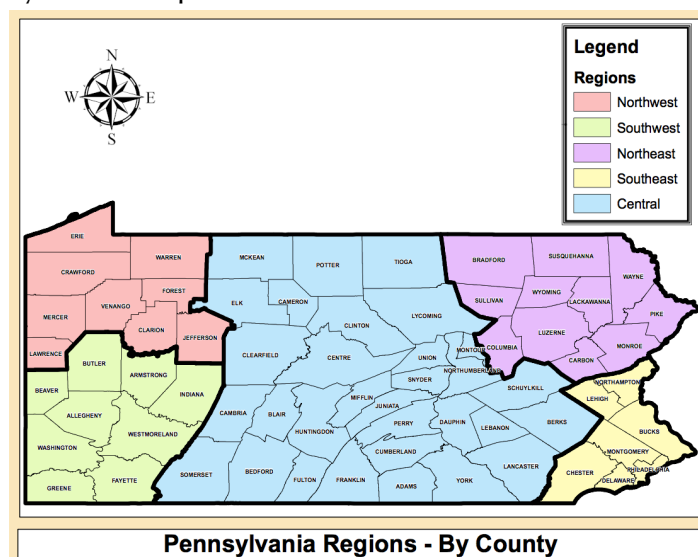 Legend
Regions
Northwest
Southwest
Northeast
Southeast
Central
N
W E
S
ERIE
CRAWFORD
WARREN
FOREST
VENANGO
MERCER
CLARION
JEFFERSON
LAWRENCE
BUTLER
ARMSTRONG
BEAVER
INDIANA
ALLEGHENY
WESTMORELAND
WASHINGTON
FAYETTE
GREENE
MCKEAN
POTTER
TIOGA
ELK
CAMERON
LYCOMING
CLINTON
CLEARFIELD
CENTRE
UNION
MONTOUR
SNYDER
NORTHUMBERLAND
SCHUYLKILL
MIFFLIN
JUNIATA
CAMBRIA
BLAIR
HUNTINGDON
PERRY
DAUPHIN
LEBANON
BERKS
CUMBERLAND
SOMERSET
BEDFORD
FULTON
FRANKLIN
ADAMS
YORK
LANCASTER
BRADFORD
SUSQUEHANNA
WAYNE
SULLIVAN
WYOMING
LACKAWANNA
PIKE
LUZERNE
COLUMBIA
MONROE
CARBON
NORTHAMPTON
LEHIGH
BUCKS
MONTGOMERY
PHILADELPHIA
CHESTER
DELAWARE
Pennsylvania Regions - By County